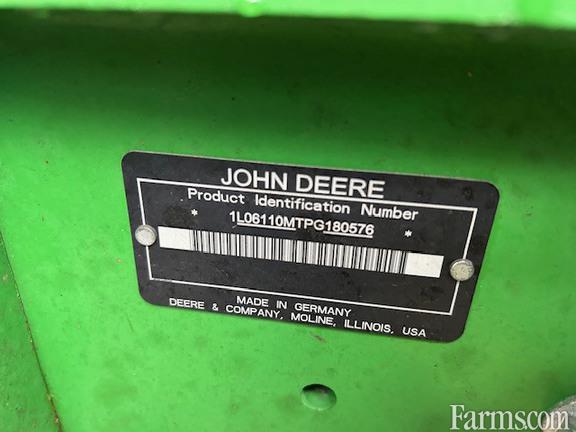 JOHN DEERE
Product Identification Number
* 1L06110MTPG180576 *
MADE IN GERMANY
DEERE & COMPANY, MOLINE, ILLINOIS, USA
Farms.com